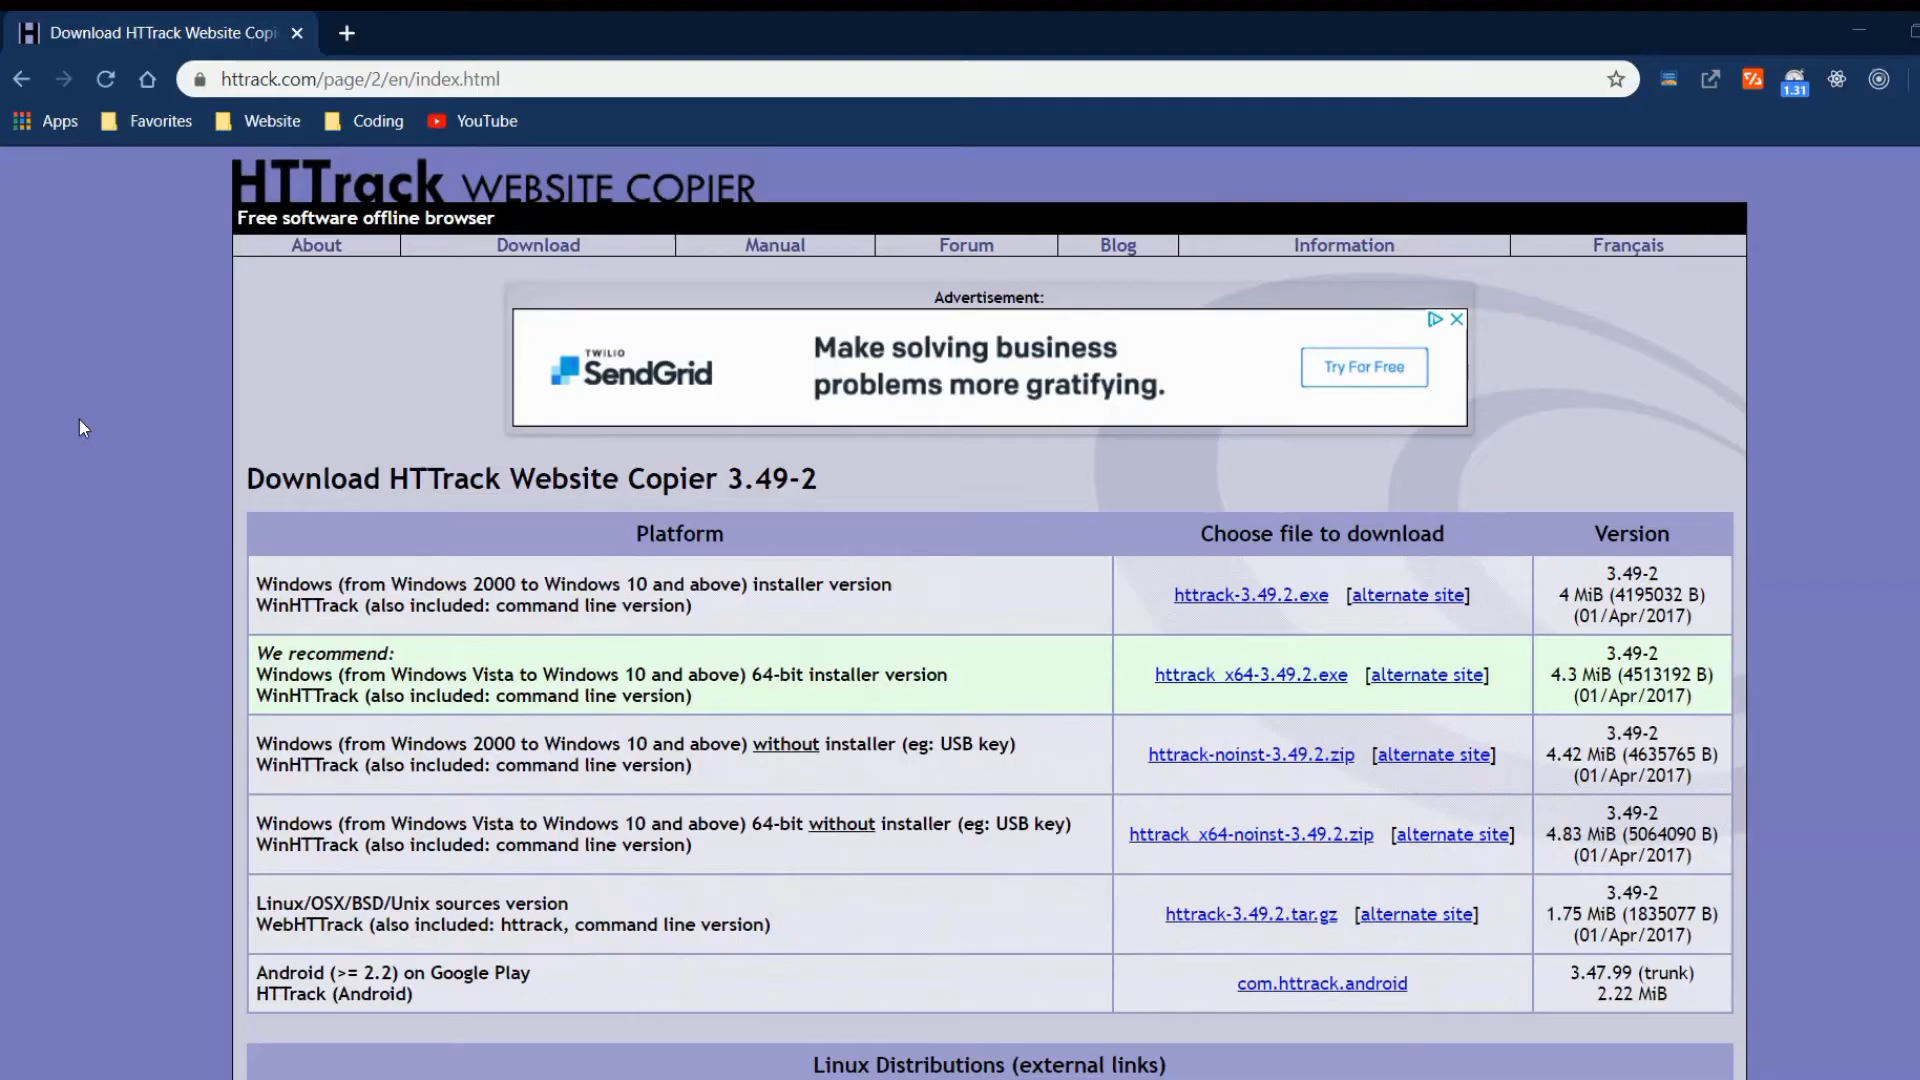 Download HTTrack Website Copi
httrack.com/page/2/en/index.html
1.31
Apps Favorites Website Coding YouTube
HTTrack WEBSITE COPIER
Free software offline browser
About Download Manual Forum Blog Information Français
Advertisement:
TWILIO
SendGrid
Make solving business
problems more gratifying.
Try For Free
Download HTTrack Website Copier 3.49-2
Platform Choose file to download Version
Windows (from Windows 2000 to Windows 10 and above) installer version
WinHTTrack (also included: command line version)
httrack-3.49.2.exe [alternate site]
3.49-2
4 MiB (4195032 B)
(01/Apr/2017)
We recommend:
Windows (from Windows Vista to Windows 10 and above) 64-bit installer version
WinHTTrack (also included: command line version)
httrack_x64-3.49.2.exe [alternate site]
3.49-2
4.3 MiB (4513192 B)
(01/Apr/2017)
Windows (from Windows 2000 to Windows 10 and above) without installer (eg: USB key)
WinHTTrack (also included: command line version)
httrack-noinst-3.49.2.zip [alternate site]
3.49-2
4.42 MiB (4635765 B)
(01/Apr/2017)
Windows (from Windows Vista to Windows 10 and above) 64-bit without installer (eg: USB key)
WinHTTrack (also included: command line version)
httrack_x64-noinst-3.49.2.zip [alternate site]
3.49-2
4.83 MiB (5064090 B)
(01/Apr/2017)
Linux/OSX/BSD/Unix sources version
WebHTTrack (also included: httrack, command line version)
httrack-3.49.2.tar.gz [alternate site]
3.49-2
1.75 MiB (1835077 B)
(01/Apr/2017)
Android (>= 2.2) on Google Play
HTTrack (Android)
com.httrack.android
3.47.99 (trunk)
2.22 MiB
Linux Distributions (external links)